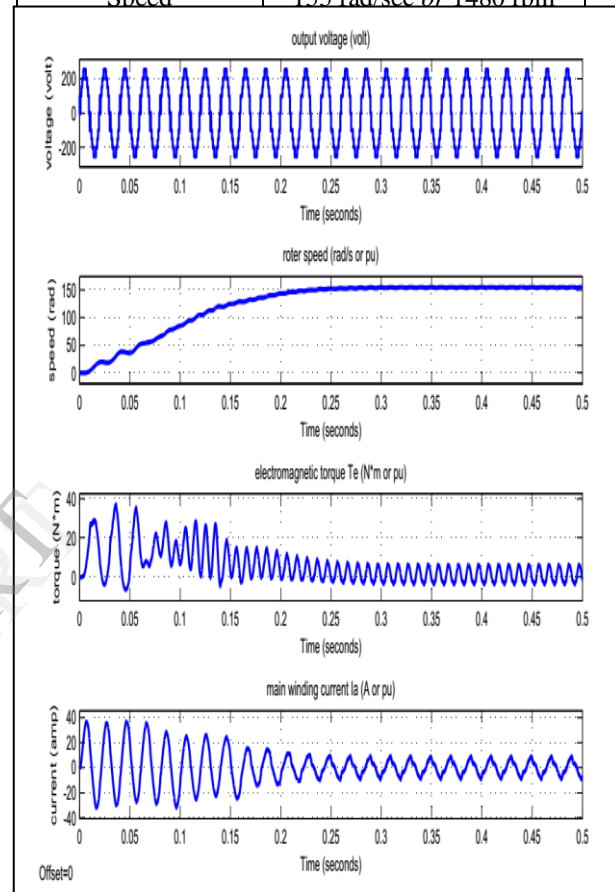 Speed 155 rad/sec or 1480 rpm
output voltage (volt)
voltage (volt)
200
0
-200
0 0.05 0.1 0.15 0.2 0.25 0.3 0.35 0.4 0.45 0.5
Time (seconds)
roter speed (rad/s or pu)
speed (rad)
150
100
50
0
0 0.05 0.1 0.15 0.2 0.25 0.3 0.35 0.4 0.45 0.5
Time (seconds)
electromagnetic torque Te (N*m or pu)
torque (N*m)
40
20
0
0 0.05 0.1 0.15 0.2 0.25 0.3 0.35 0.4 0.45 0.5
Time (seconds)
main winding current Ia (A or pu)
current (amp)
40
20
0
-20
-40
0 0.05 0.1 0.15 0.2 0.25 0.3 0.35 0.4 0.45 0.5
Time (seconds)
Offset=0